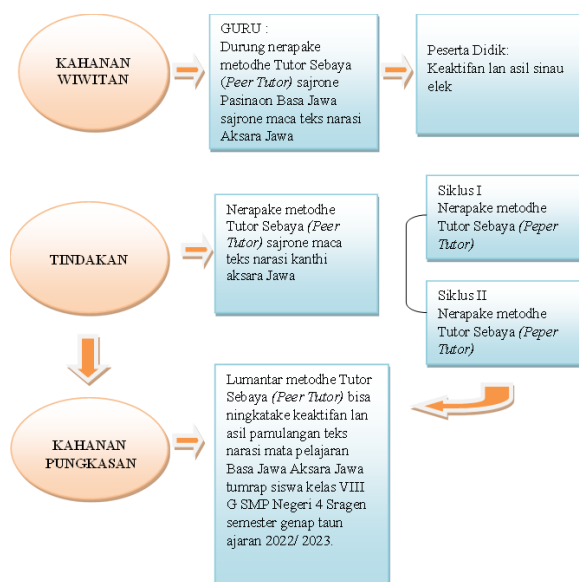 KAHANAN
WIWITAN
GURU :
Durung nerapake
metodhe Tutor Sebaya
(Peer Tutor) sajrone
Pasinaon Basa Jawa
sajrone maca teks narasi
Aksara Jawa
Peserta Didik:
Keaktifan lan asil sinau
elek
TINDAKAN
Nerapake metodhe
Tutor Sebaya (Peer
Tutor) sajrone maca
teks narasi kanthi
aksara Jawa
Siklus I
Nerapake metodhe
Tutor Sebaya (Peper
Tutor)
Siklus II
Nerapake metodhe
Tutor Sebaya (Peper
Tutor)
KAHANAN
PUNGKASAN
Lumantar metodhe Tutor
Sebaya (Peer Tutor) bisa
ningkatake keaktifan lan
asil pamulangan teks
narasi mata pelajaran
Basa Jawa Aksara Jawa
tumrap siswa kelas VIII
G SMP Negeri 4 Sragen
semester genap taun
ajaran 2022/ 2023.